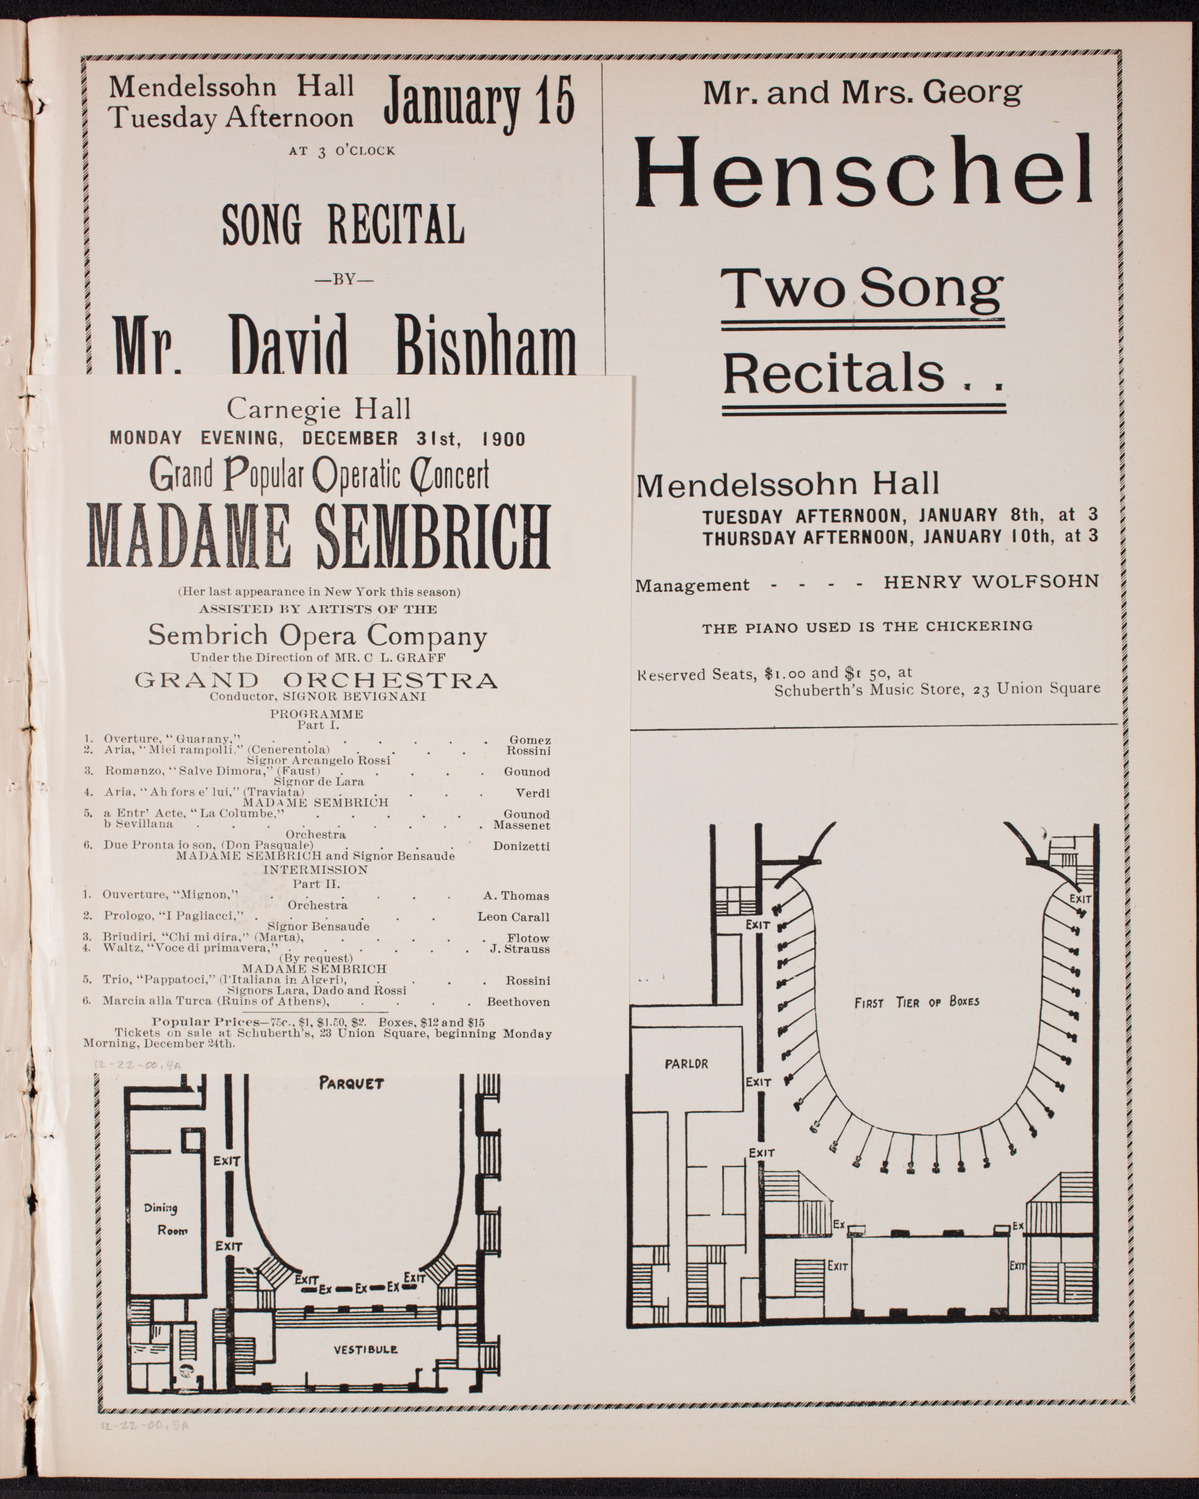 Mendelssohn Hall
Tuesday Afternoon
January 15
AT 3 O'CLOCK
SONG RECITAL
—BY—
Mr. David Bispham
Mr. and Mrs. Georg
Henschel
Two Song
Recitals . .
Mendelssohn Hall
TUESDAY AFTERNOON, JANUARY 8th, at 3
THURSDAY AFTERNOON, JANUARY 10th, at 3
Management - - - - HENRY WOLFSOHN
THE PIANO USED IS THE CHICKERING
Reserved Seats, $1.00 and $1 50, at
Schuberth's Music Store, 23 Union Square
Carnegie Hall
MONDAY EVENING, DECEMBER 31st, 1900
Grand Popular Operatic Concert
MADAME SEMBRICH
(Her last appearance in New York this season)
ASSISTED BY ARTISTS OF THE
Sembrich Opera Company
Under the Direction of MR. C L. GRAFF
GRAND ORCHESTRA
Conductor, SIGNOR BEVIGNANI
PROGRAMME
Part I.
1. Overture, "Guarany," . . . . . . Gomez
2. Aria, "Miei rampolli," (Cenerentola) . . . . Rossini
Signor Arcangelo Rossi
3. Romanzo, "Salve Dimora," (Faust) . . . . . Gounod
Signor de Lara
4. Aria, "Ah fors e' lui," (Traviata) . . . . . Verdi
MADAME SEMBRICH
5. a Entr' Acte, "La Columbe," . . . . . Gounod
b Sevillana . . . . . . . . Massenet
Orchestra
6. Due Pronta io son, (Don Pasquale) . . . . Donizetti
MADAME SEMBRICH and Signor Bensaude
INTERMISSION
Part II.
1. Ouverture, "Mignon," . . . . . . A. Thomas
Orchestra
2. Prologo, "I Pagliacci," . . . . . . Leon Carall
Signor Bensaude
3. Briudiri, "Chi mi dira," (Marta), . . . . . Flotow
4. Waltz, "Voce di primavera," . . . . . . J. Strauss
(By request)
MADAME SEMBRICH
5. Trio, "Pappatoci," (l'Italiana in Algeri), . . . . Rossini
Signors Lara, Dado and Rossi
6. Marcia alla Turca (Ruins of Athens), . . . . Beethoven
Popular Prices—75c., $1, $1.50, $2. Boxes, $12 and $15
Tickets on sale at Schuberth's, 23 Union Square, beginning Monday
Morning, December 24th.
12-22-00,4A
PARQUET
EXIT
Dining
Room
EXIT
EXIT
EX
EX
EX
EXIT
VESTIBULE
12-22-00,5A
EXIT
EXIT
FIRST TIER OF BOXES
PARLOR
EXIT
EXIT
EX
EX
EXIT
EXIT